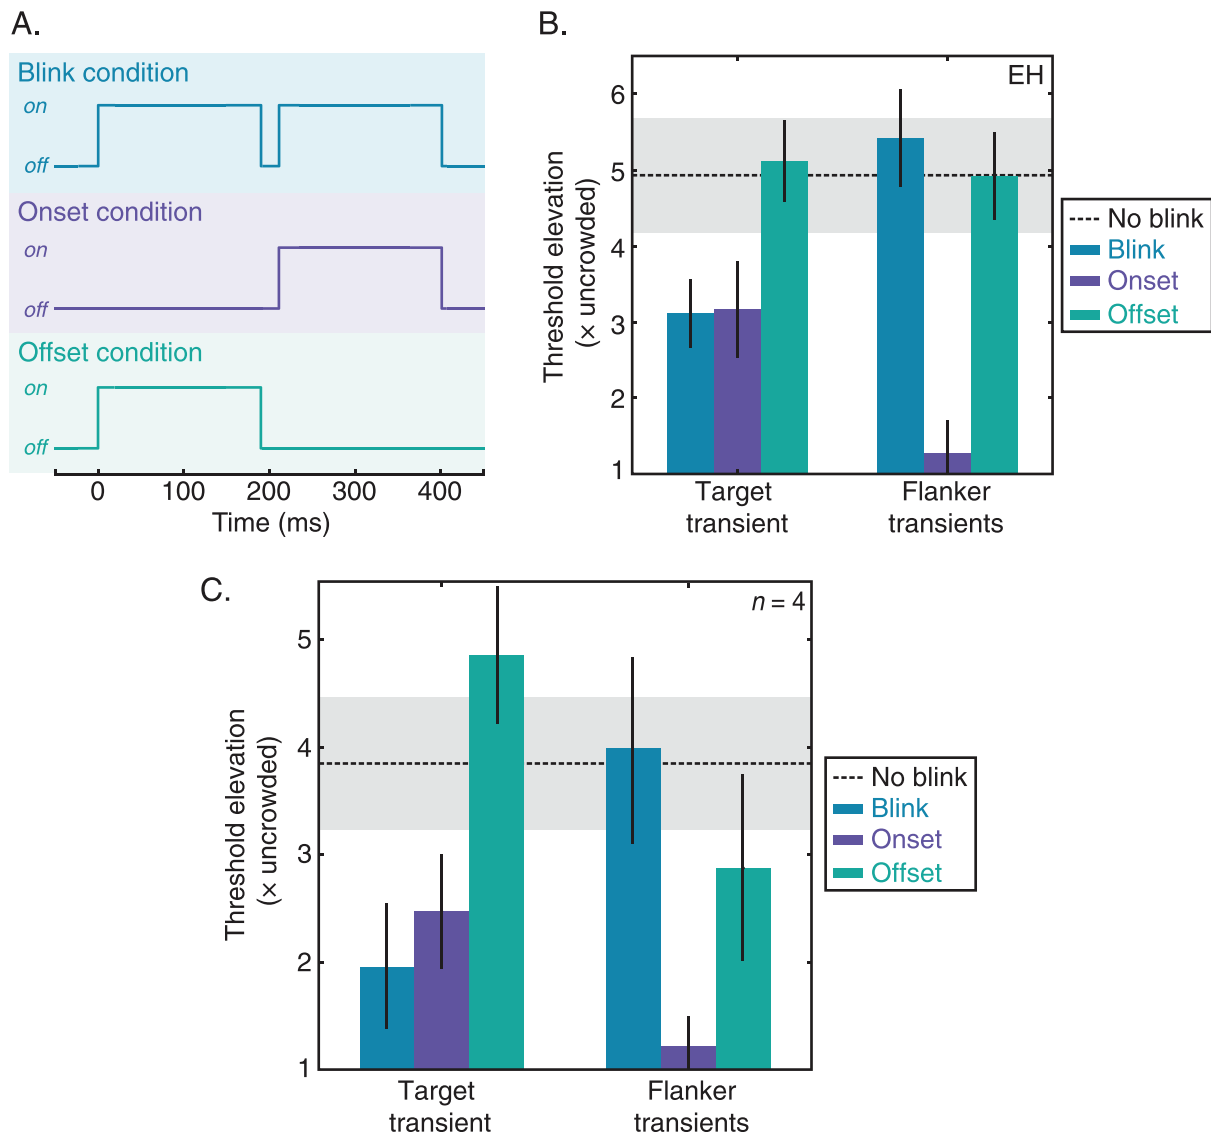 A.
Blink condition
on
off
Onset condition
on
off
Offset condition
on
off
0 100 200 300 400
Time (ms)
B.
EH
Threshold elevation
(× uncrowded)
6
5
4
3
2
1
Target
transient
Flanker
transients
No blink
Blink
Onset
Offset
C.
n = 4
Threshold elevation
(× uncrowded)
5
4
3
2
1
Target
transient
Flanker
transients
No blink
Blink
Onset
Offset